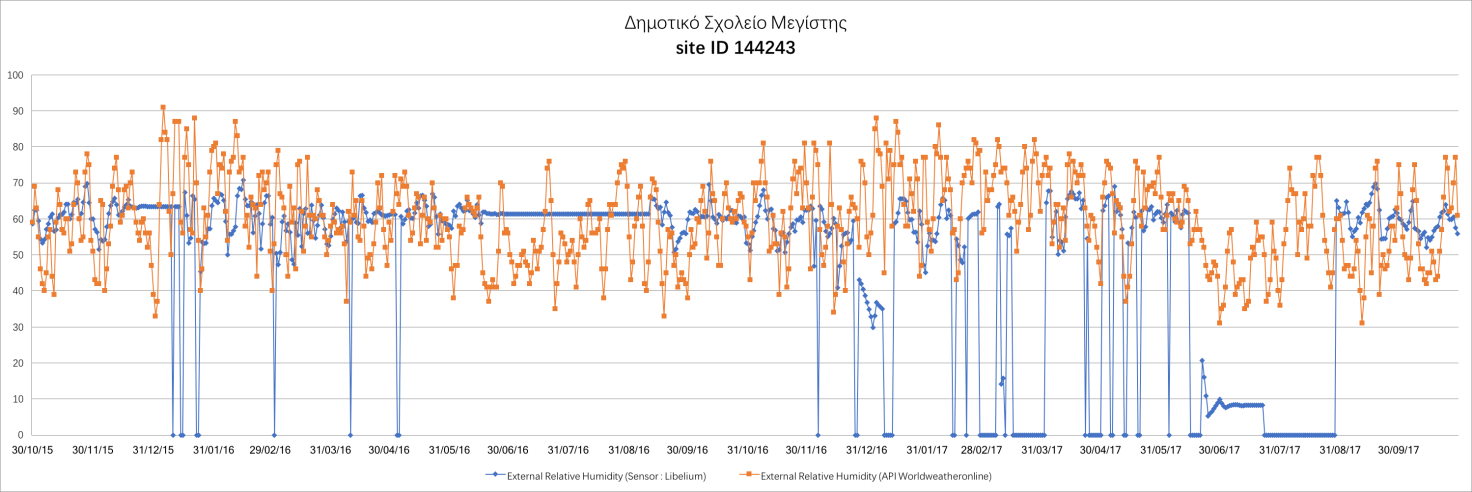 Δημοτικό Σχολείο Μεγίστης
site ID 144243
100
90
80
70
60
50
40
30
20
10
0
30/10/15 30/11/15 31/12/15 31/01/16 29/02/16 31/03/16 30/04/16 31/05/16 30/06/16 31/07/16 31/08/16 30/09/16 31/10/16 30/11/16 31/12/16 31/01/17 28/02/17 31/03/17 30/04/17 31/05/17 30/06/17 31/07/17 31/08/17 30/09/17
External Relative Humidity (Sensor : Libelium) External Relative Humidity (API Worldweatheronline)